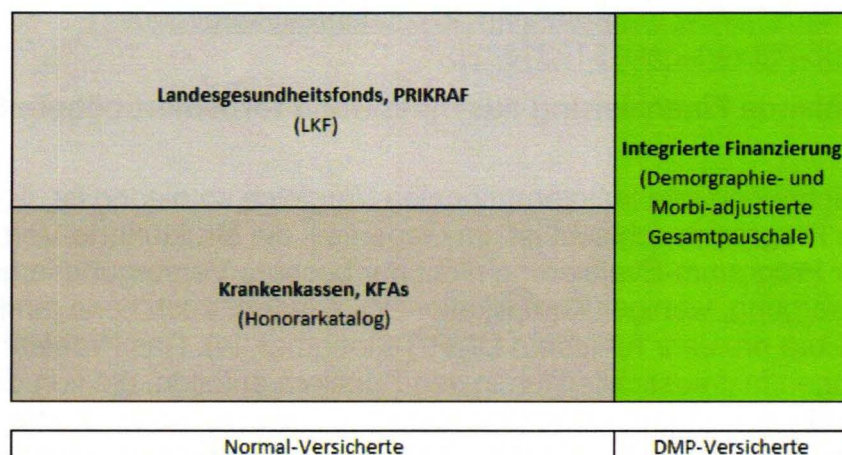 Landesgesundheitsfonds, PRIKRAF
(LKF)
Integrierte Finanzierung
(Demorgraphie- und
Morbi-adjustierte
Gesamtpauschale)
Krankenkassen, KFAs
(Honorarkatalog)
Normal-Versicherte
DMP-Versicherte